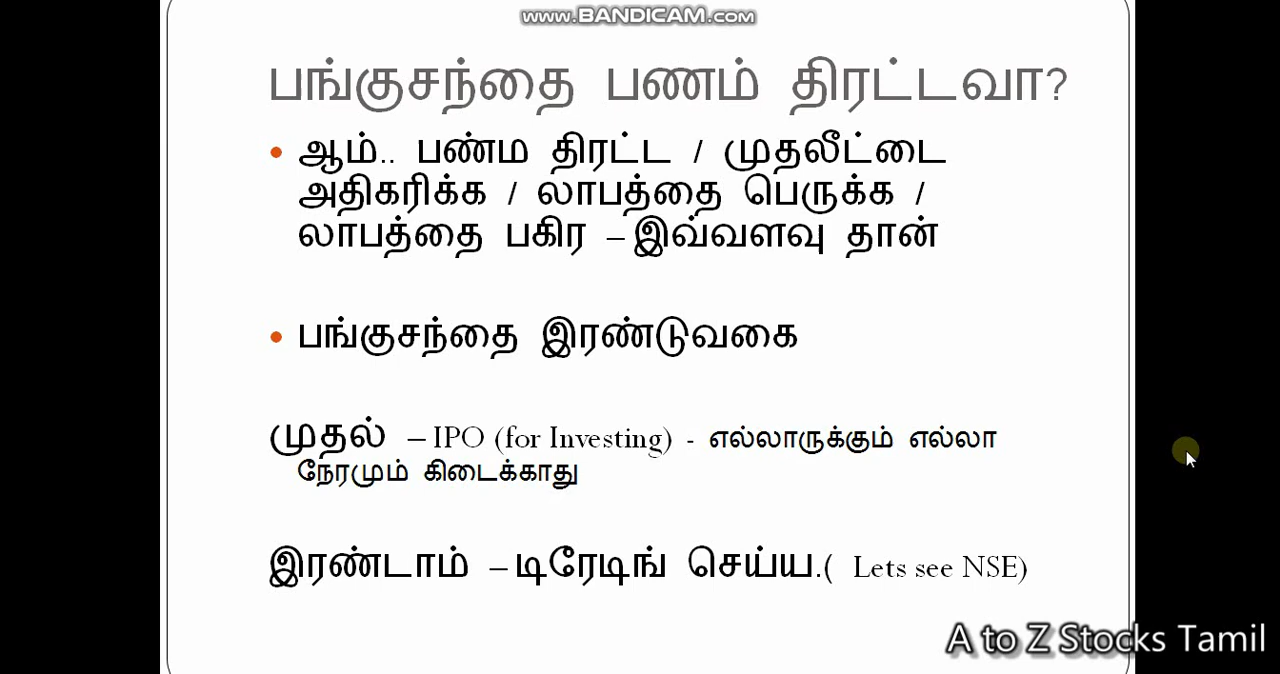 www.BANDICAM.com
பங்குசந்தை பணம் திரட்டவா?
• ஆம்.. பண்ம திரட்ட / முதலீட்டை
அதிகரிக்க / லாபத்தை பெருக்க /
லாபத்தை பகிர – இவ்வளவு தான்
• பங்குசந்தை இரண்டுவகை
முதல் – IPO (for Investing) - எல்லாருக்கும் எல்லா
நேரமும் கிடைக்காது
இரண்டாம் – டிரேடிங் செய்ய.( Lets see NSE)
A to Z Stocks Tamil